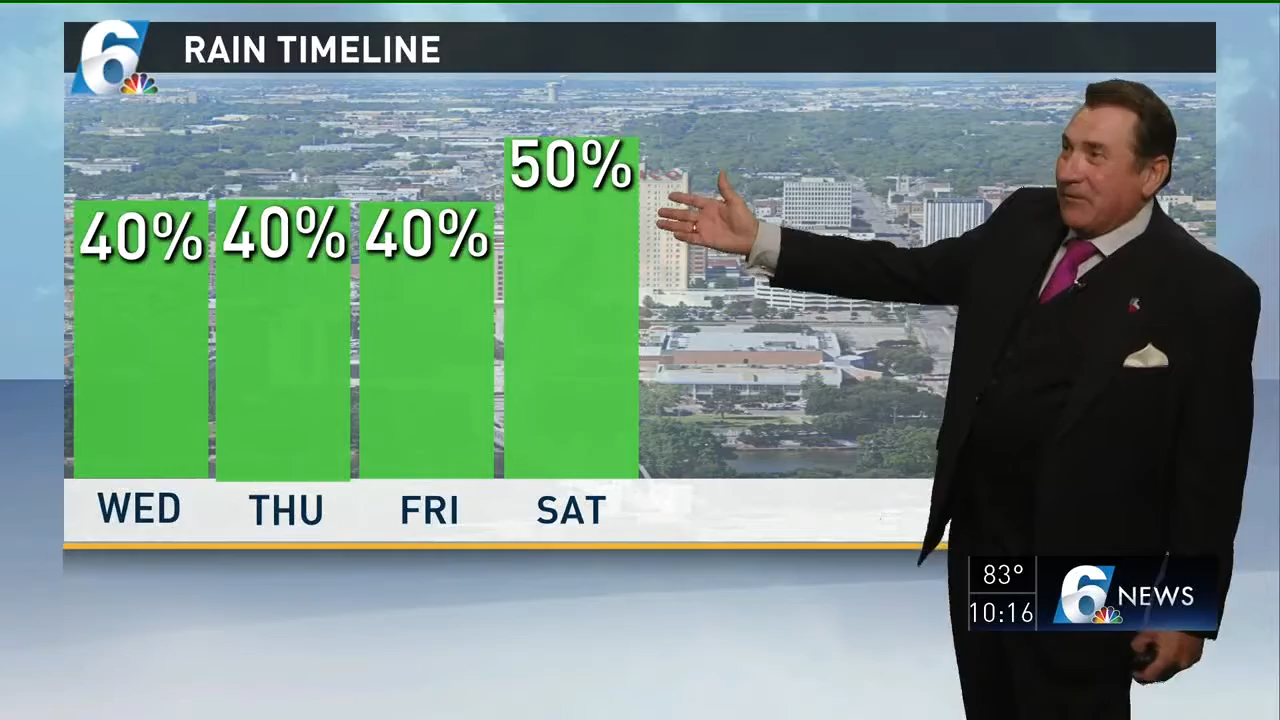 6
RAIN TIMELINE
40% 40% 40% 50%
WED THU FRI SAT
83°
10:16
6 NEWS